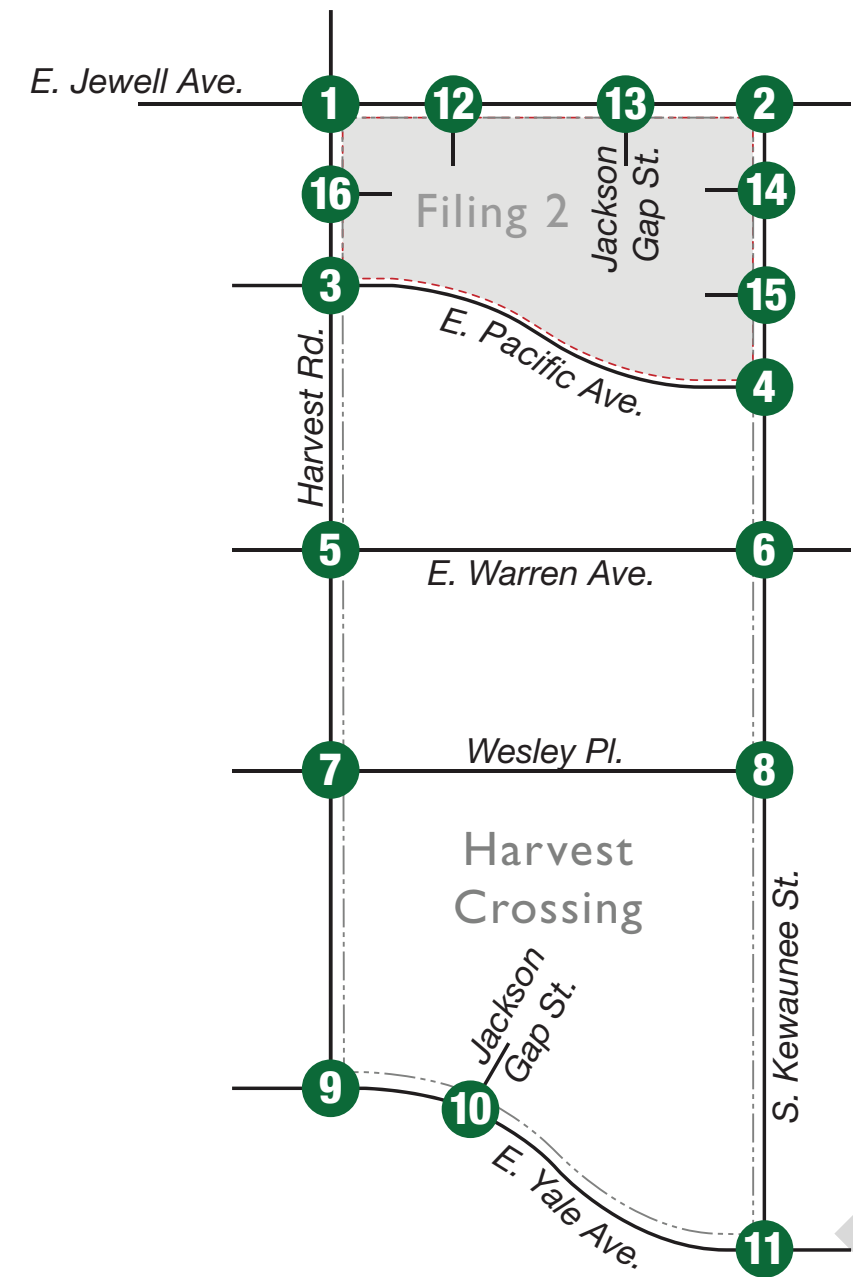 E. Jewell Ave.
1
12
13
2
16
Filing 2
Jackson
Gap St.
14
3
15
E. Pacific Ave.
4
Harvest Rd.
5
6
E. Warren Ave.
7
Wesley Pl.
8
Harvest
Crossing
S. Kewaunee St.
Jackson
Gap St.
9
10
E. Yale Ave.
11